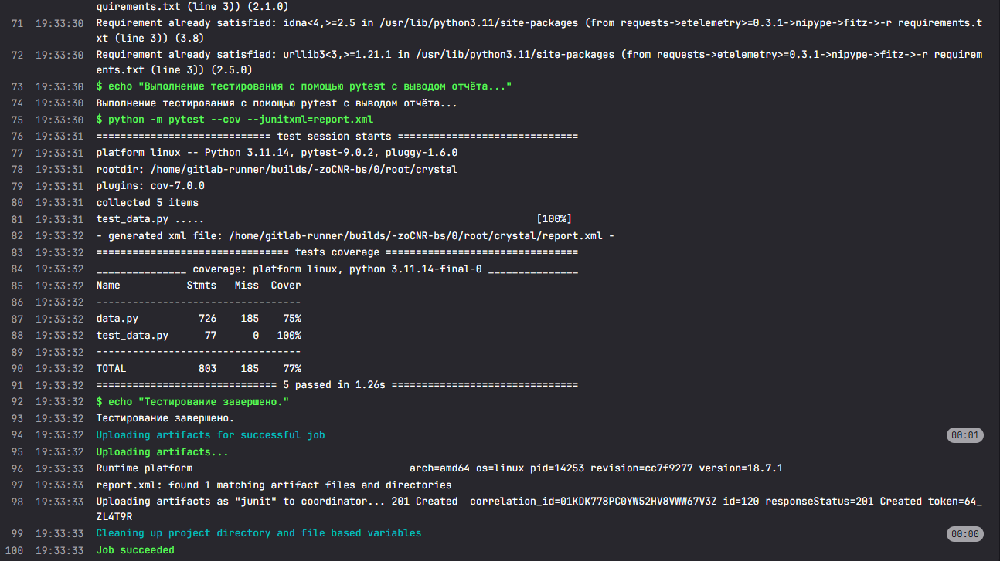 quirements.txt (line 3)) (2.1.0)
71 19:33:30 Requirement already satisfied: idna<4,>=2.5 in /usr/lib/python3.11/site-packages (from requests->etelemetry>=0.3.1->nipype->fitz->-r requirements.t
xt (line 3)) (3.8)
72 19:33:30 Requirement already satisfied: urllib3<3,>=1.21.1 in /usr/lib/python3.11/site-packages (from requests->etelemetry>=0.3.1->nipype->fitz->-r requirem
ents.txt (line 3)) (2.5.0)
73 19:33:30 $ echo "Выполнение тестирования с помощью pytest с выводом отчёта..."
74 19:33:30 Выполнение тестирования с помощью pytest с выводом отчёта...
75 19:33:30 $ python -m pytest --cov --junitxml=report.xml
76 19:33:31 ============================= test session starts ==============================
77 19:33:31 platform linux -- Python 3.11.14, pytest-9.0.2, pluggy-1.6.0
78 19:33:31 rootdir: /home/gitlab-runner/builds/-zoCNR-bs/0/root/crystal
79 19:33:31 plugins: cov-7.0.0
80 19:33:31 collected 5 items
81 19:33:31 test_data.py ..... [100%]
82 19:33:32 - generated xml file: /home/gitlab-runner/builds/-zoCNR-bs/0/root/crystal/report.xml -
83 19:33:32 ================================ tests coverage ================================
84 19:33:32 _______________ coverage: platform linux, python 3.11.14-final-0 _______________
85 19:33:32 Name Stmts Miss Cover
86 19:33:32 ----------------------------------
87 19:33:32 data.py 726 185 75%
88 19:33:32 test_data.py 77 0 100%
89 19:33:32 ----------------------------------
90 19:33:32 TOTAL 803 185 77%
91 19:33:32 ============================== 5 passed in 1.26s ===============================
92 19:33:32 $ echo "Тестирование завершено."
93 19:33:32 Тестирование завершено.
94 19:33:32 Uploading artifacts for successful job 00:01
95 19:33:32 Uploading artifacts...
96 19:33:33 Runtime platform arch=amd64 os=linux pid=14253 revision=cc7f9277 version=18.7.1
97 19:33:33 report.xml: found 1 matching artifact files and directories
98 19:33:33 Uploading artifacts as "junit" to coordinator... 201 Created correlation_id=01KDK778PC0YW52HV8VWW67V3Z id=120 responseStatus=201 Created token=64_
ZL4T9R
99 19:33:33 Cleaning up project directory and file based variables 00:00
100 19:33:33 Job succeeded